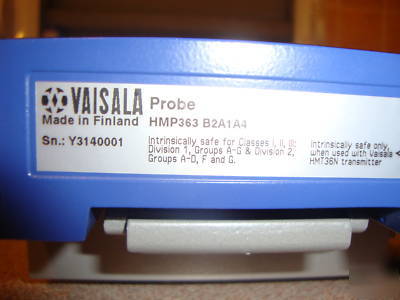 VAISALA Probe
Made in Finland HMP363 B2A1A4
Sn.: Y3140001
Intrinsically safe for Classes I, II, III;
Division 1, Groups A-G & Division 2,
Groups A-D, F and G.
Intrinsically safe only,
when used with Vaisala
HMT36N transmitter